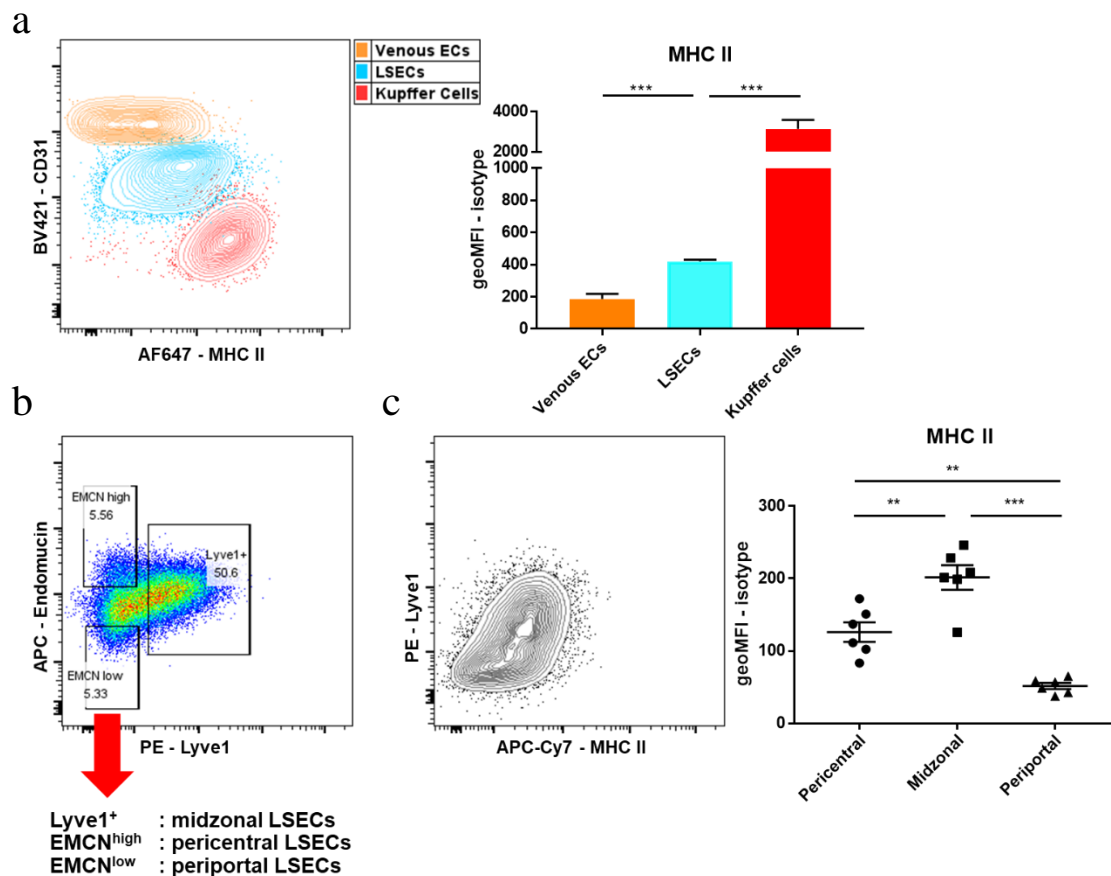 a
Venous ECs
LSECs
Kupffer Cells
BV421 - CD31
AF647 - MHC II
MHC II
***
***
geoMFI - isotype
4000
2000
1000
800
600
400
200
0
Venous ECs
LSECs
Kupffer cells
b
EMCN high
5.56
Lyve1+
50.6
EMCN low
5.33
APC - Endomucin
PE - Lyve1
Lyve1+ : midzonal LSECs
EMCNhigh : pericentral LSECs
EMCNlow : periportal LSECs
c
PE - Lyve1
APC-Cy7 - MHC II
MHC II
**
**
***
geoMFI - isotype
300
200
100
0
Pericentral
Midzonal
Periportal